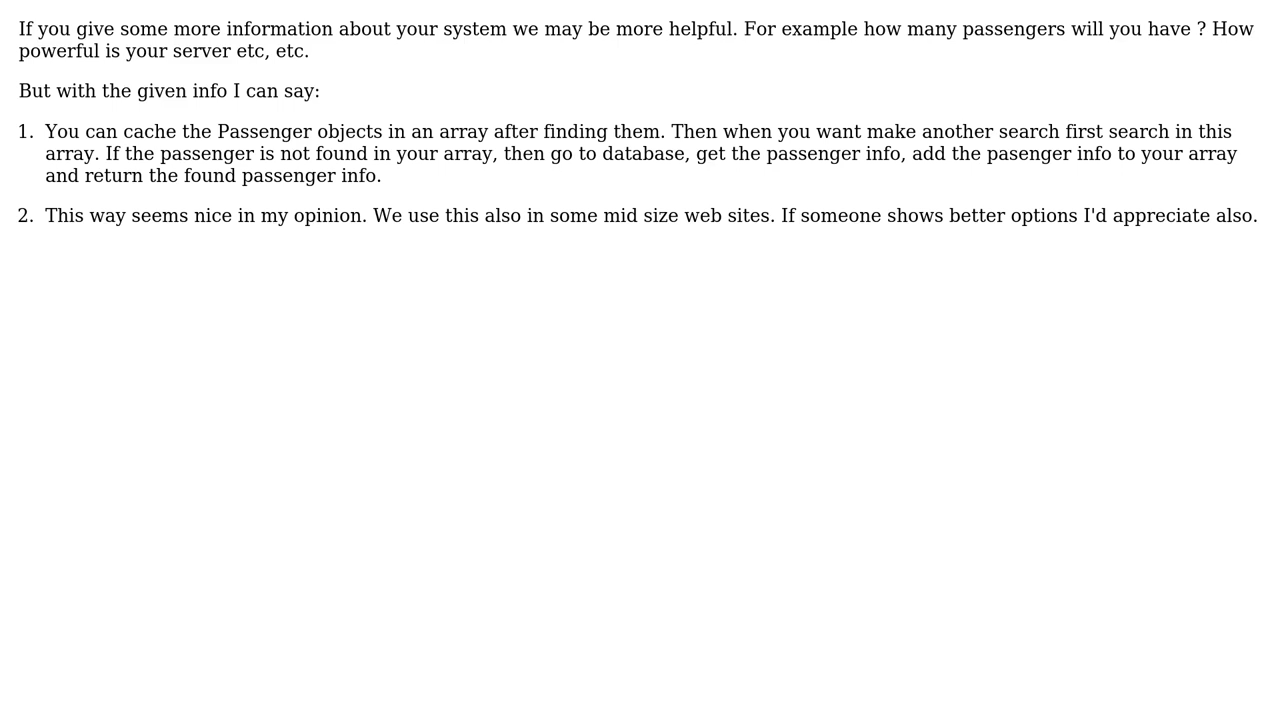 If you give some more information about your system we may be more helpful. For example how many passengers will you have ? How
powerful is your server etc, etc.
But with the given info I can say:
1. You can cache the Passenger objects in an array after finding them. Then when you want make another search first search in this
array. If the passenger is not found in your array, then go to database, get the passenger info, add the pasenger info to your array
and return the found passenger info.
2. This way seems nice in my opinion. We use this also in some mid size web sites. If someone shows better options I'd appreciate also.